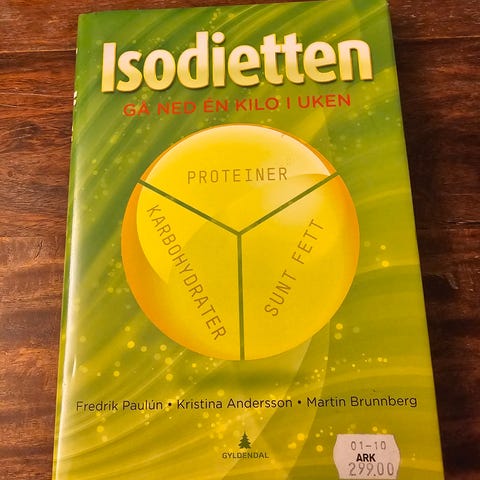 Isodietten
GÅ NED ÉN KILO I UKEN
PROTEINER
KARBOHYDRATER
SUNT FETT
Fredrik Paulún • Kristina Andersson • Martin Brunnberg
GYLDENDAL
01-10
ARK
299.00